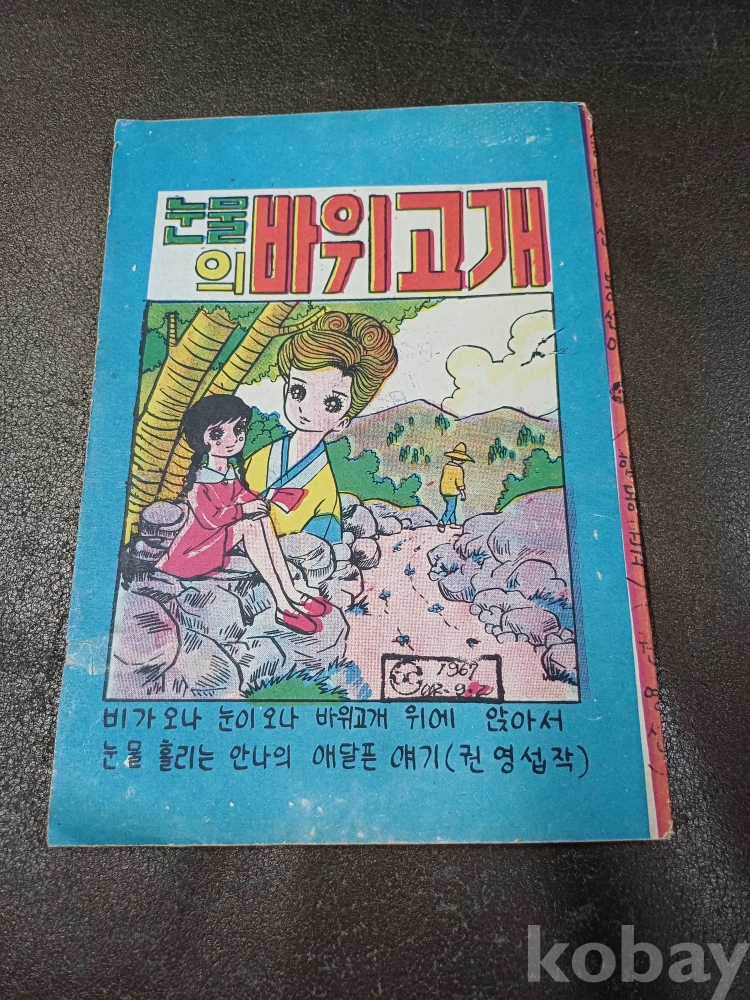 눈물
의 바위고개
1967
비가오나 눈이오나 바위고개 위에 앉아서
눈물 흘리는 안나의 애달픈 얘기(권영섭작)
kobay